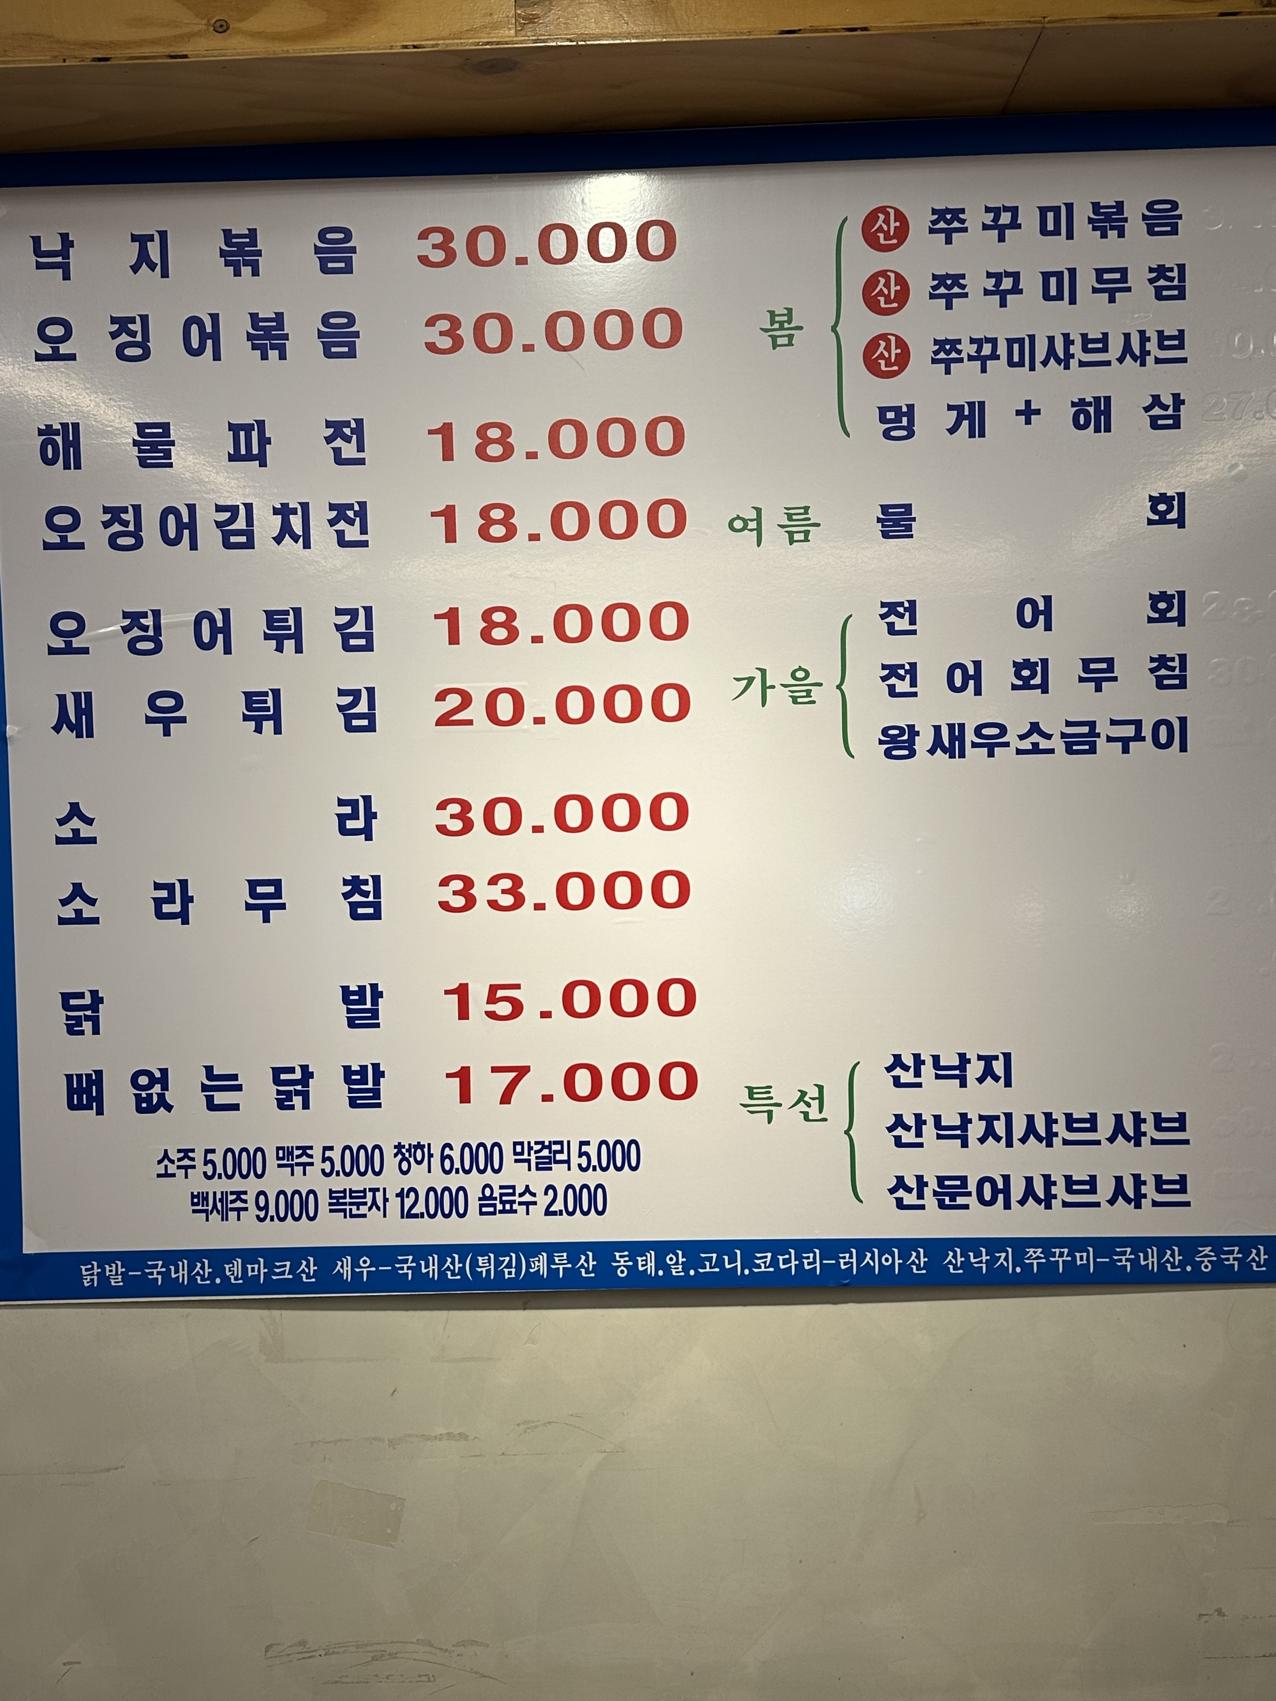 낙지볶음 30.000
오징어볶음 30.000
해물파전 18.000
오징어김치전 18.000
오징어튀김 18.000
새우튀김 20.000
소라 30.000
소라무침 33.000
닭발 15.000
뼈없는닭발 17.000
소주 5.000 맥주 5.000 청하 6.000 막걸리 5.000
백세주 9.000 복분자 12.000 음료수 2.000
봄
산 쭈꾸미볶음
산 쭈꾸미무침
산 쭈꾸미샤브샤브
멍게+해삼
여름 물회
가을
전어회
전어회무침
왕새우소금구이
특선
산낙지
산낙지샤브샤브
산문어샤브샤브
닭발-국내산.덴마크산 새우-국내산(튀김)페루산 동태.알.고니.코다리-러시아산 산낙지.쭈꾸미-국내산.중국산